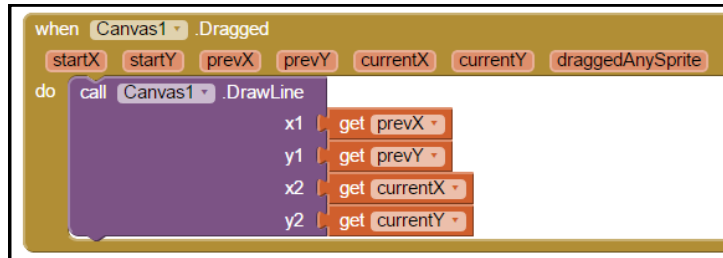 when Canvas1 .Dragged
startX startY prevX prevY currentX currentY draggedAnySprite
do call Canvas1 .DrawLine
x1 get prevX
y1 get prevY
x2 get currentX
y2 get currentY